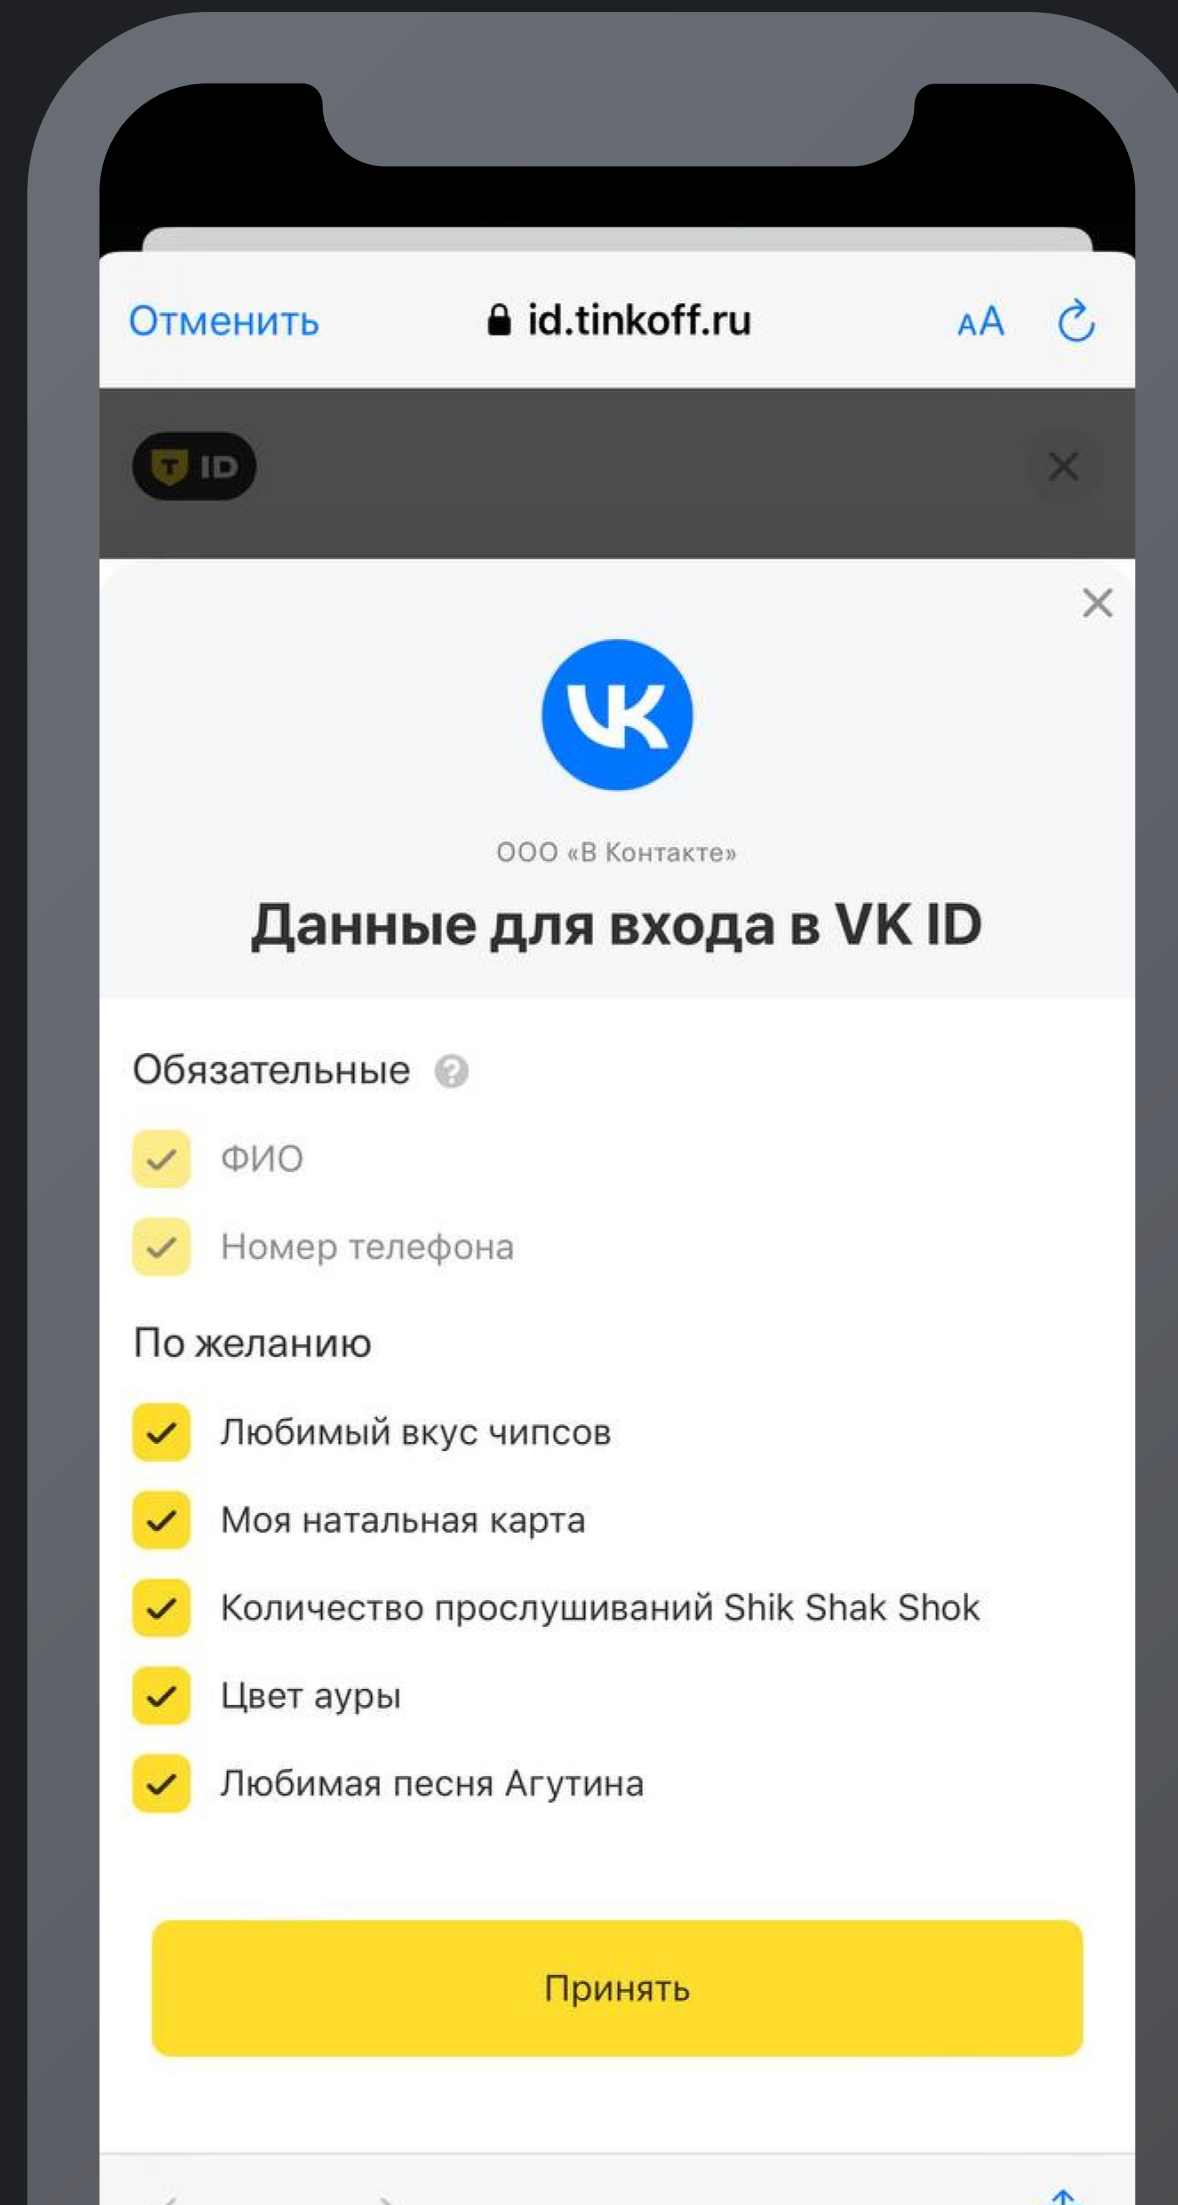 Отменить
id.tinkoff.ru
AA
T ID
VK
ООО «В Контакте»
Данные для входа в VK ID
Обязательные ?
ФИО
Номер телефона
По желанию
Любимый вкус чипсов
Моя натальная карта
Количество прослушиваний Shik Shak Shok
Цвет ауры
Любимая песня Агутина
Принять